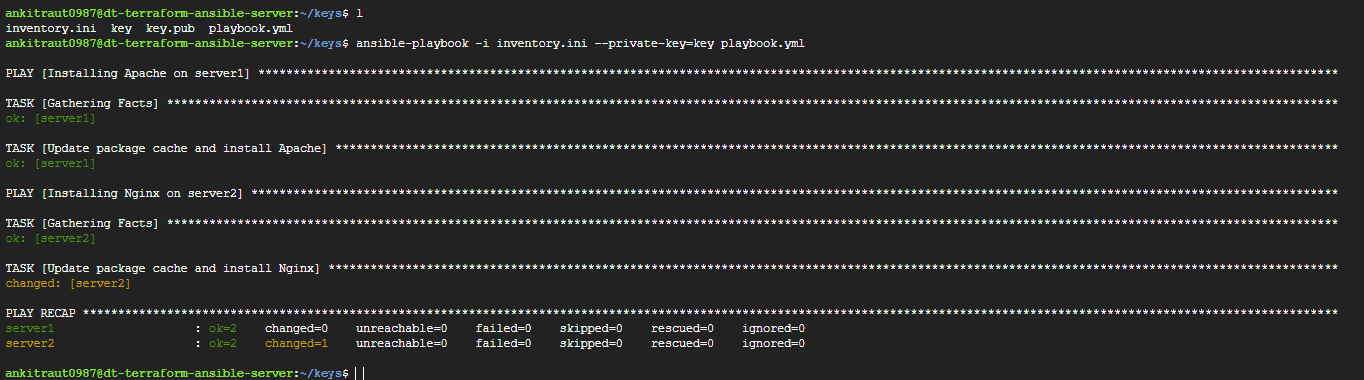 ankitraut0987@dt-terraform-ansible-server:~/keys$ l
inventory.ini  key  key.pub  playbook.yml
ankitraut0987@dt-terraform-ansible-server:~/keys$ ansible-playbook -i inventory.ini --private-key=key playbook.yml
PLAY [Installing Apache on server1] **********************************************************************************************************************************************************
TASK [Gathering Facts] ***********************************************************************************************************************************************************************
ok: [server1]
TASK [Update package cache and install Apache] ***********************************************************************************************************************************************
ok: [server1]
PLAY [Installing Nginx on server2] ***********************************************************************************************************************************************************
TASK [Gathering Facts] ***********************************************************************************************************************************************************************
ok: [server2]
TASK [Update package cache and install Nginx] ************************************************************************************************************************************************
changed: [server2]
PLAY RECAP ***********************************************************************************************************************************************************************************
server1                    : ok=2    changed=0    unreachable=0    failed=0    skipped=0    rescued=0    ignored=0
server2                    : ok=2    changed=1    unreachable=0    failed=0    skipped=0    rescued=0    ignored=0
ankitraut0987@dt-terraform-ansible-server:~/keys$